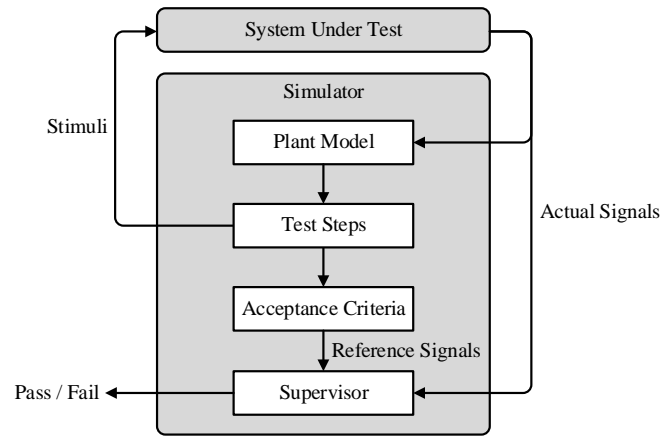 System Under Test
Simulator
Stimuli
Plant Model
Test Steps
Actual Signals
Acceptance Criteria
Reference Signals
Pass / Fail
Supervisor